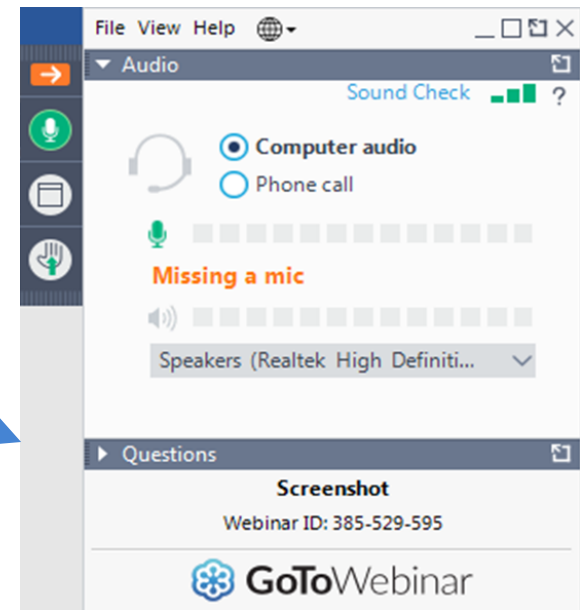 File View Help
Audio
Sound Check ?
Computer audio
Phone call
Missing a mic
Speakers (Realtek High Definiti...
Questions
Screenshot
Webinar ID: 385-529-595
GoToWebinar